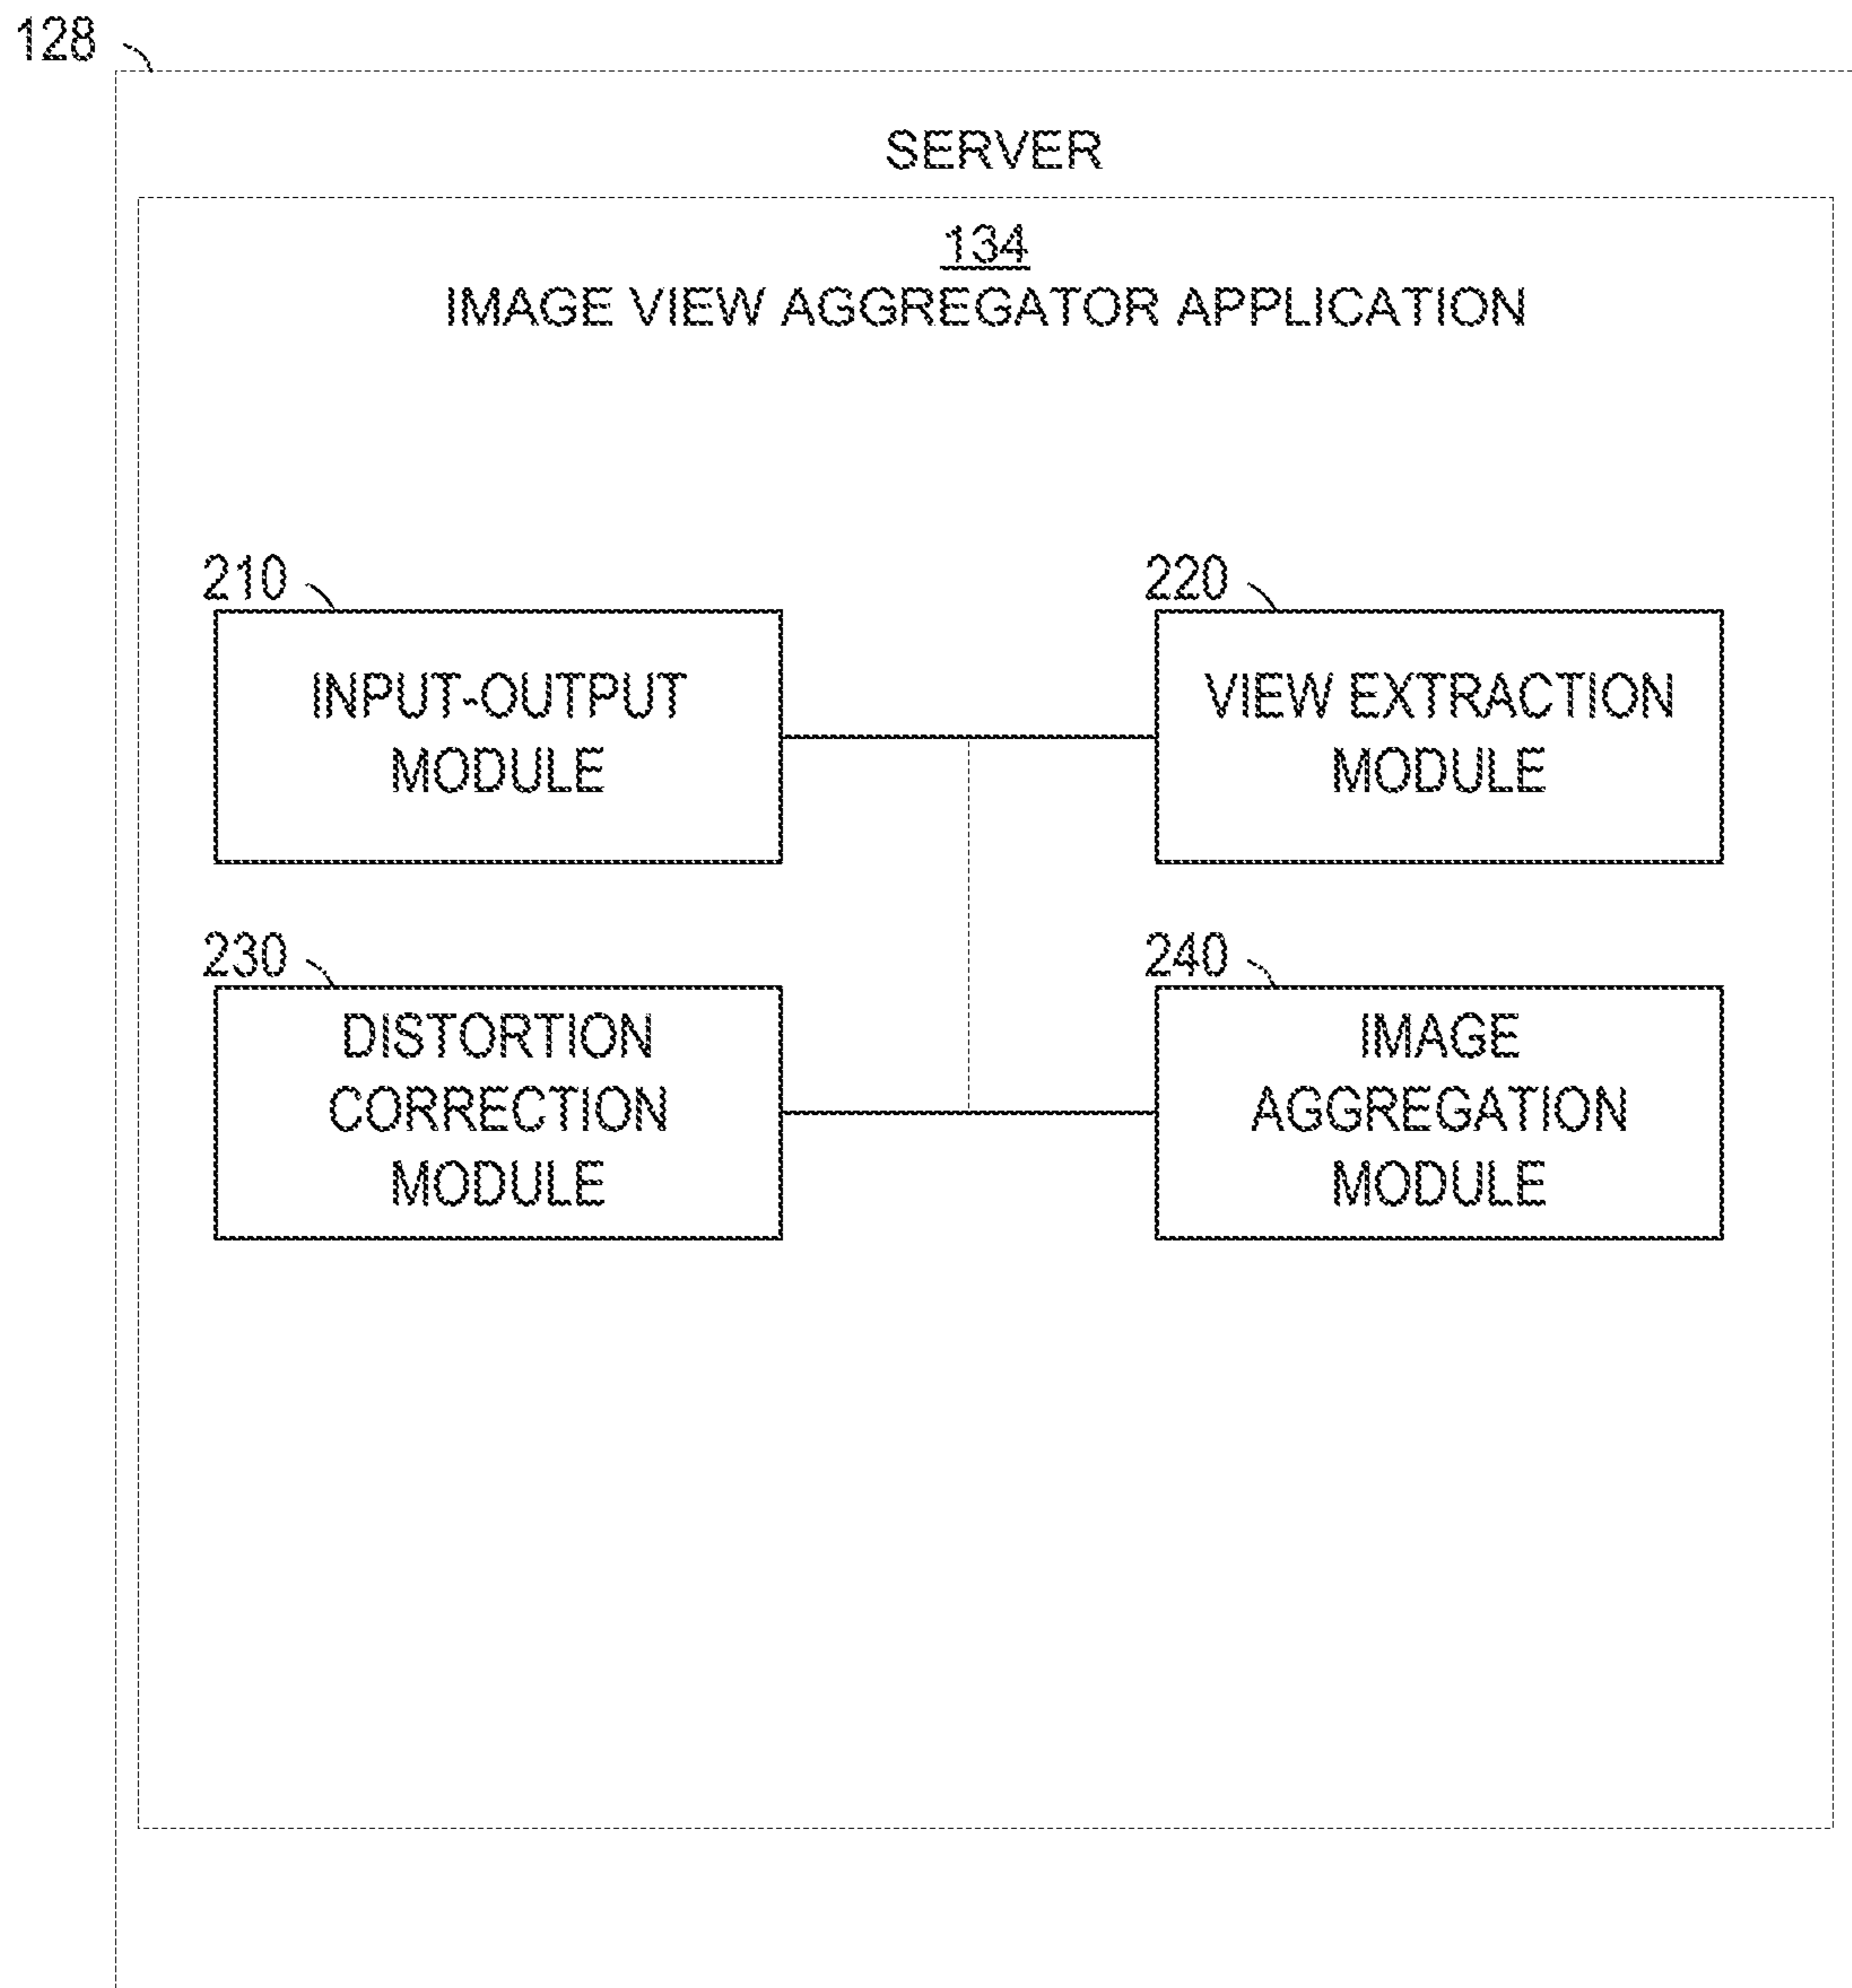 128
SERVER
134
IMAGE VIEW AGGREGATOR APPLICATION
210
220
INPUT-OUTPUT
MODULE
VIEW EXTRACTION
MODULE
230
240
DISTORTION
CORRECTION
MODULE
IMAGE
AGGREGATION
MODULE